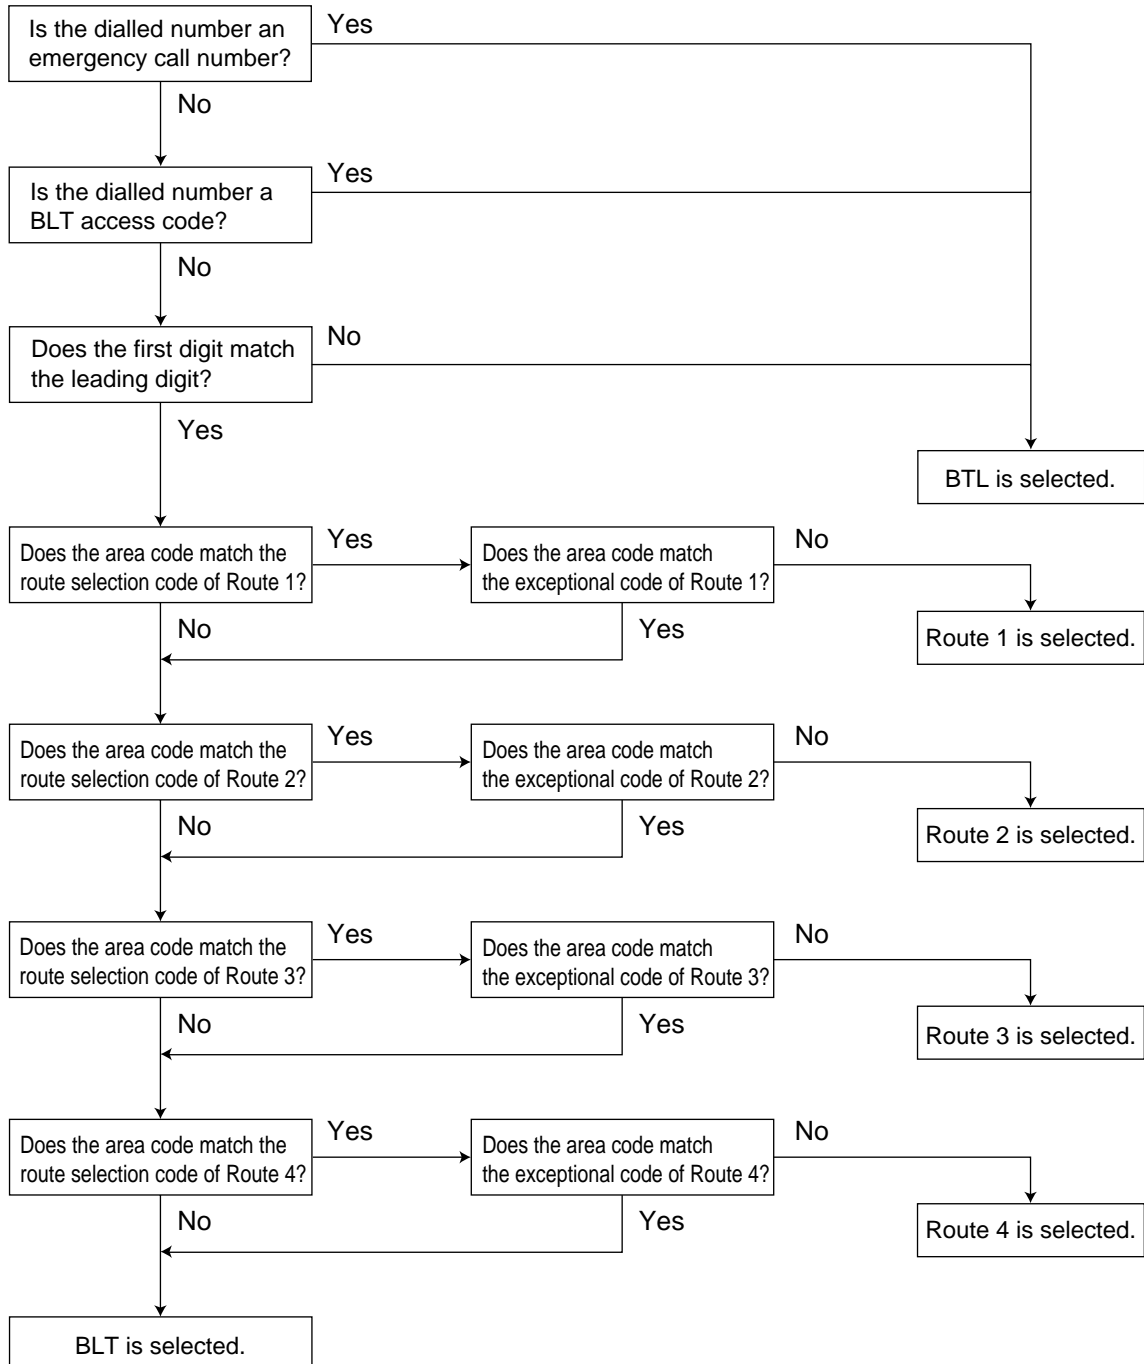 Is the dialled number an
emergency call number?
Yes
No
Is the dialled number a
BLT access code?
Yes
No
Does the first digit match
the leading digit?
No
Yes
BTL is selected.
Does the area code match the
route selection code of Route 1?
Yes
Does the area code match
the exceptional code of Route 1?
No
No
Yes
Route 1 is selected.
Does the area code match the
route selection code of Route 2?
Yes
Does the area code match
the exceptional code of Route 2?
No
No
Yes
Route 2 is selected.
Does the area code match the
route selection code of Route 3?
Yes
Does the area code match
the exceptional code of Route 3?
No
No
Yes
Route 3 is selected.
Does the area code match the
route selection code of Route 4?
Yes
Does the area code match
the exceptional code of Route 4?
No
No
Yes
Route 4 is selected.
BLT is selected.